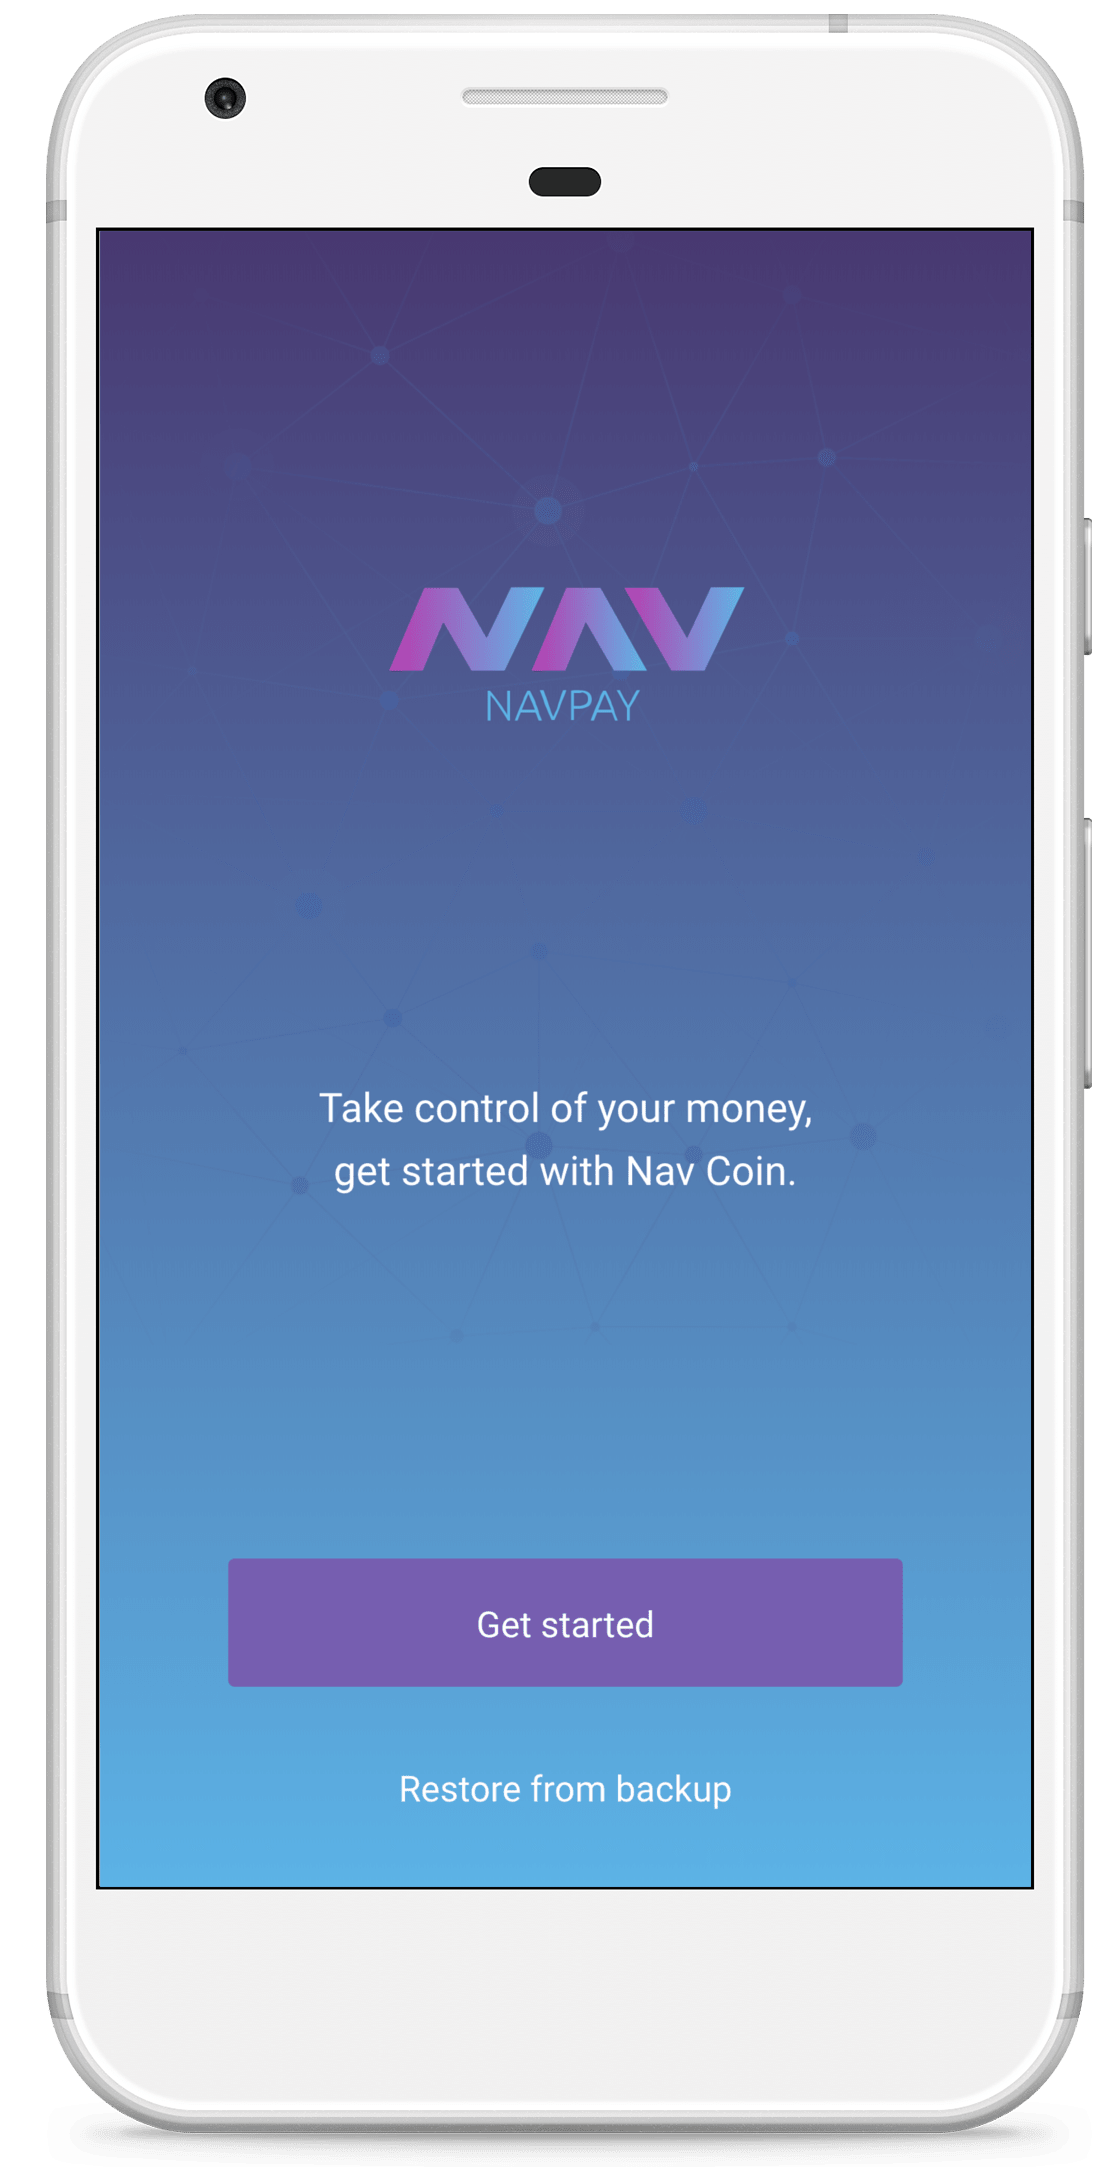 NAV
NAVPAY
Take control of your money,
get started with Nav Coin.
Get started
Restore from backup